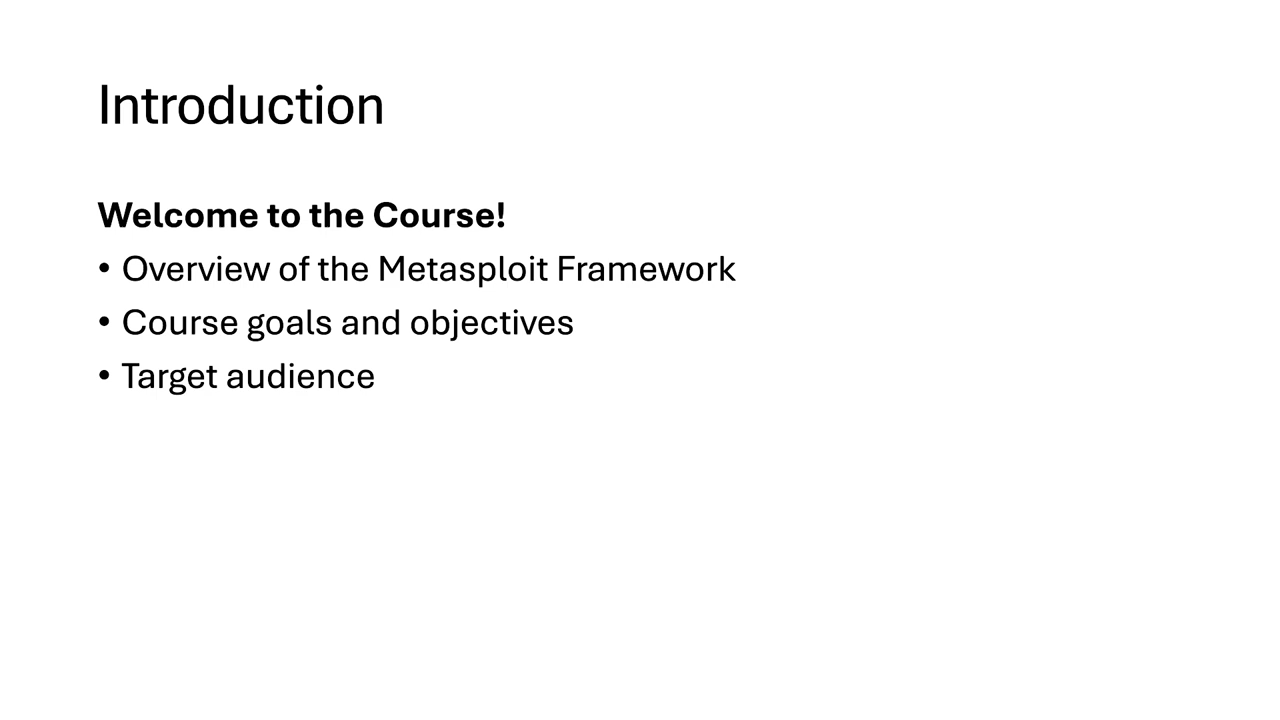 Introduction
Welcome to the Course!
• Overview of the Metasploit Framework
• Course goals and objectives
• Target audience